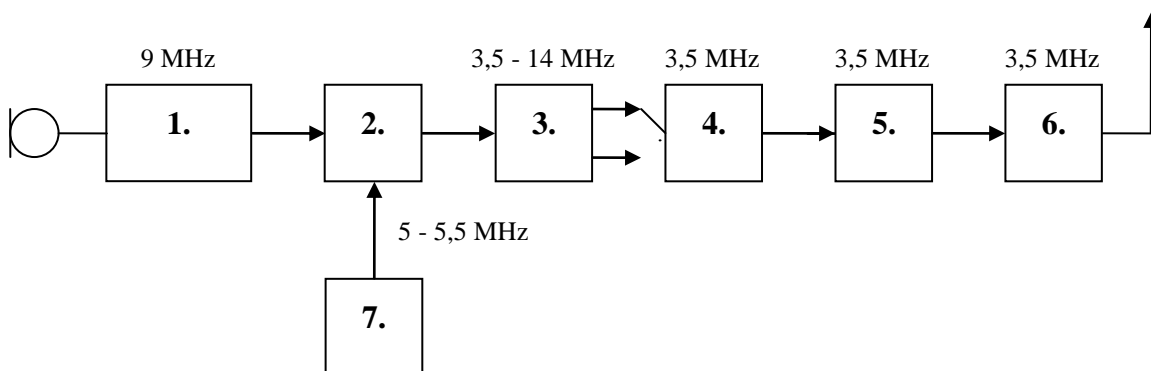 9 MHz
3,5 - 14 MHz
3,5 MHz
3,5 MHz
3,5 MHz
1.
2.
3.
4.
5.
6.
5 - 5,5 MHz
7.